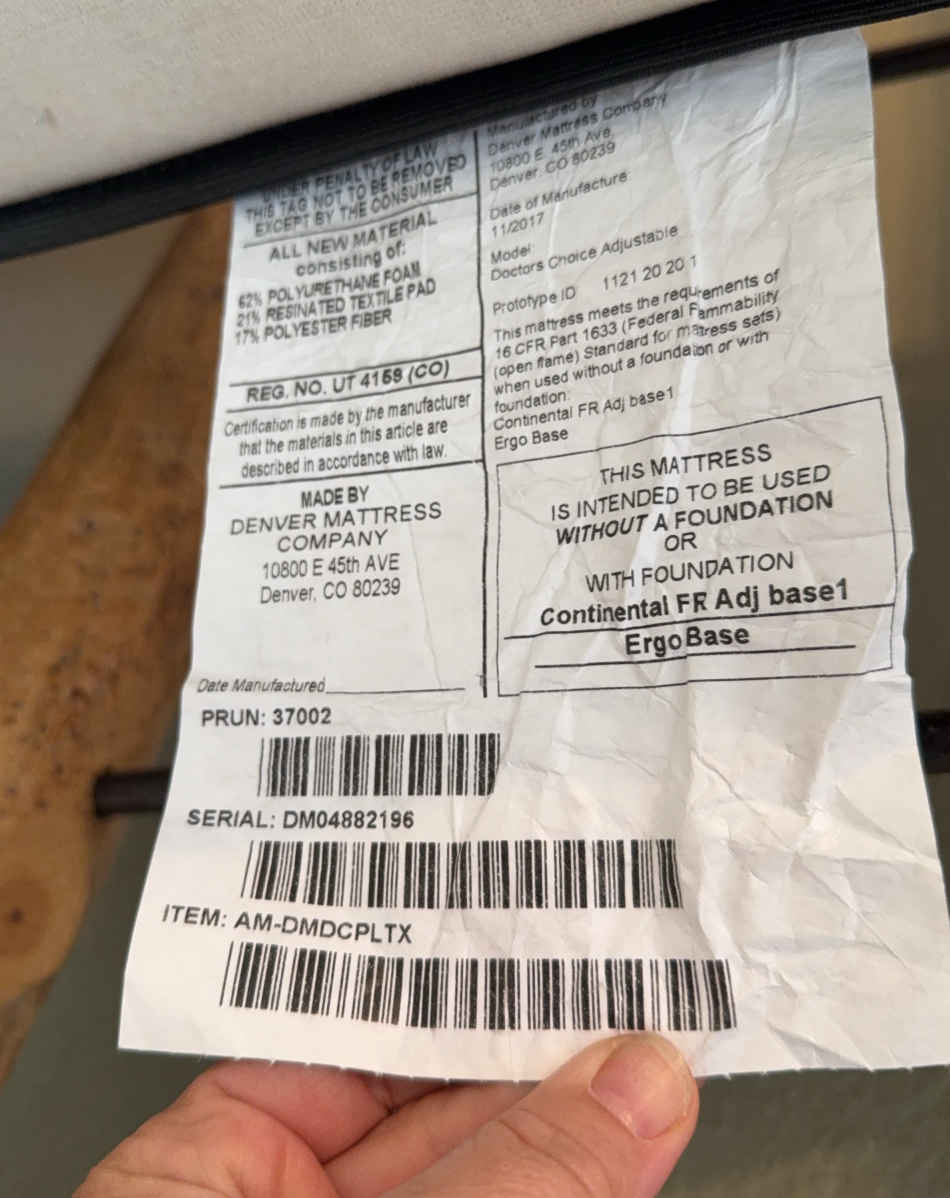 UNDER PENALTY OF LAW
THIS TAG NOT TO BE REMOVED
EXCEPT BY THE CONSUMER
ALL NEW MATERIAL
consisting of:
62% POLYURETHANE FOAM
21% RESINATED TEXTILE PAD
17% POLYESTER FIBER
REG. NO. UT 4158 (CO)
Certification is made by the manufacturer
that the materials in this article are
described in accordance with law.
MADE BY
DENVER MATTRESS
COMPANY
10800 E 45th AVE
Denver, CO 80239
Date Manufactured
Manufactured by
Denver Mattress Company
10800 E. 45th Ave.
Denver, CO 80239
Date of Manufacture:
11/2017
Model:
Doctors Choice Adjustable
Prototype ID 1121 20 20 1
This mattress meets the requirements of
16 CFR Part 1633 (Federal Flammability
(open flame) Standard for mattress sets)
when used without a foundation or with
foundation:
Continental FR Adj base1
Ergo Base
THIS MATTRESS
IS INTENDED TO BE USED
WITHOUT A FOUNDATION
OR
WITH FOUNDATION
Continental FR Adj base1
ErgoBase
PRUN: 37002
SERIAL: DM04882196
ITEM: AM-DMDCPLTX